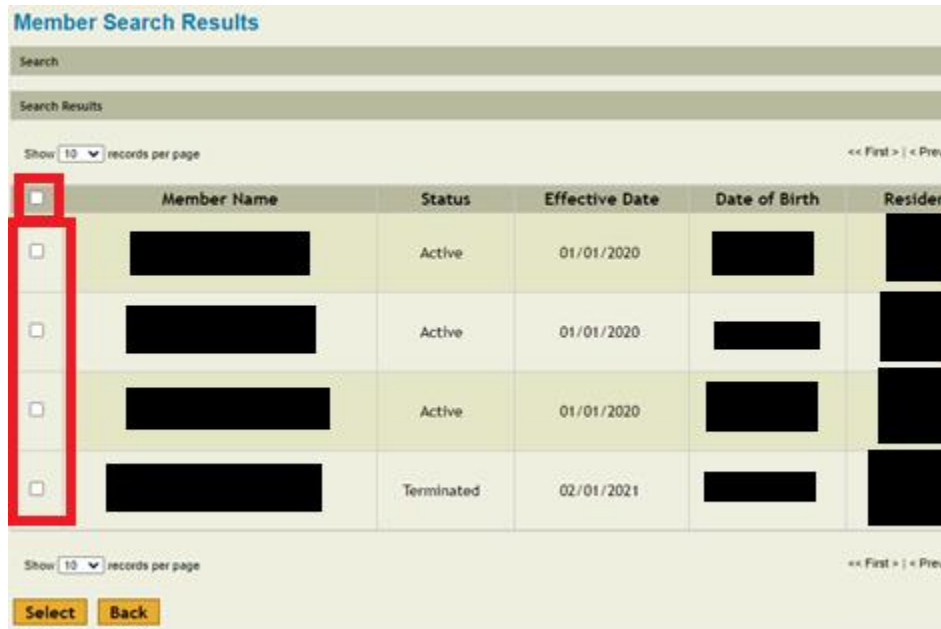 Member Search Results
Search
Search Results
Show 10 records per page << First > | < Prev
Member Name Status Effective Date Date of Birth Residen
Active 01/01/2020
Active 01/01/2020
Active 01/01/2020
Terminated 02/01/2021
Show 10 records per page << First > | < Prev
Select Back